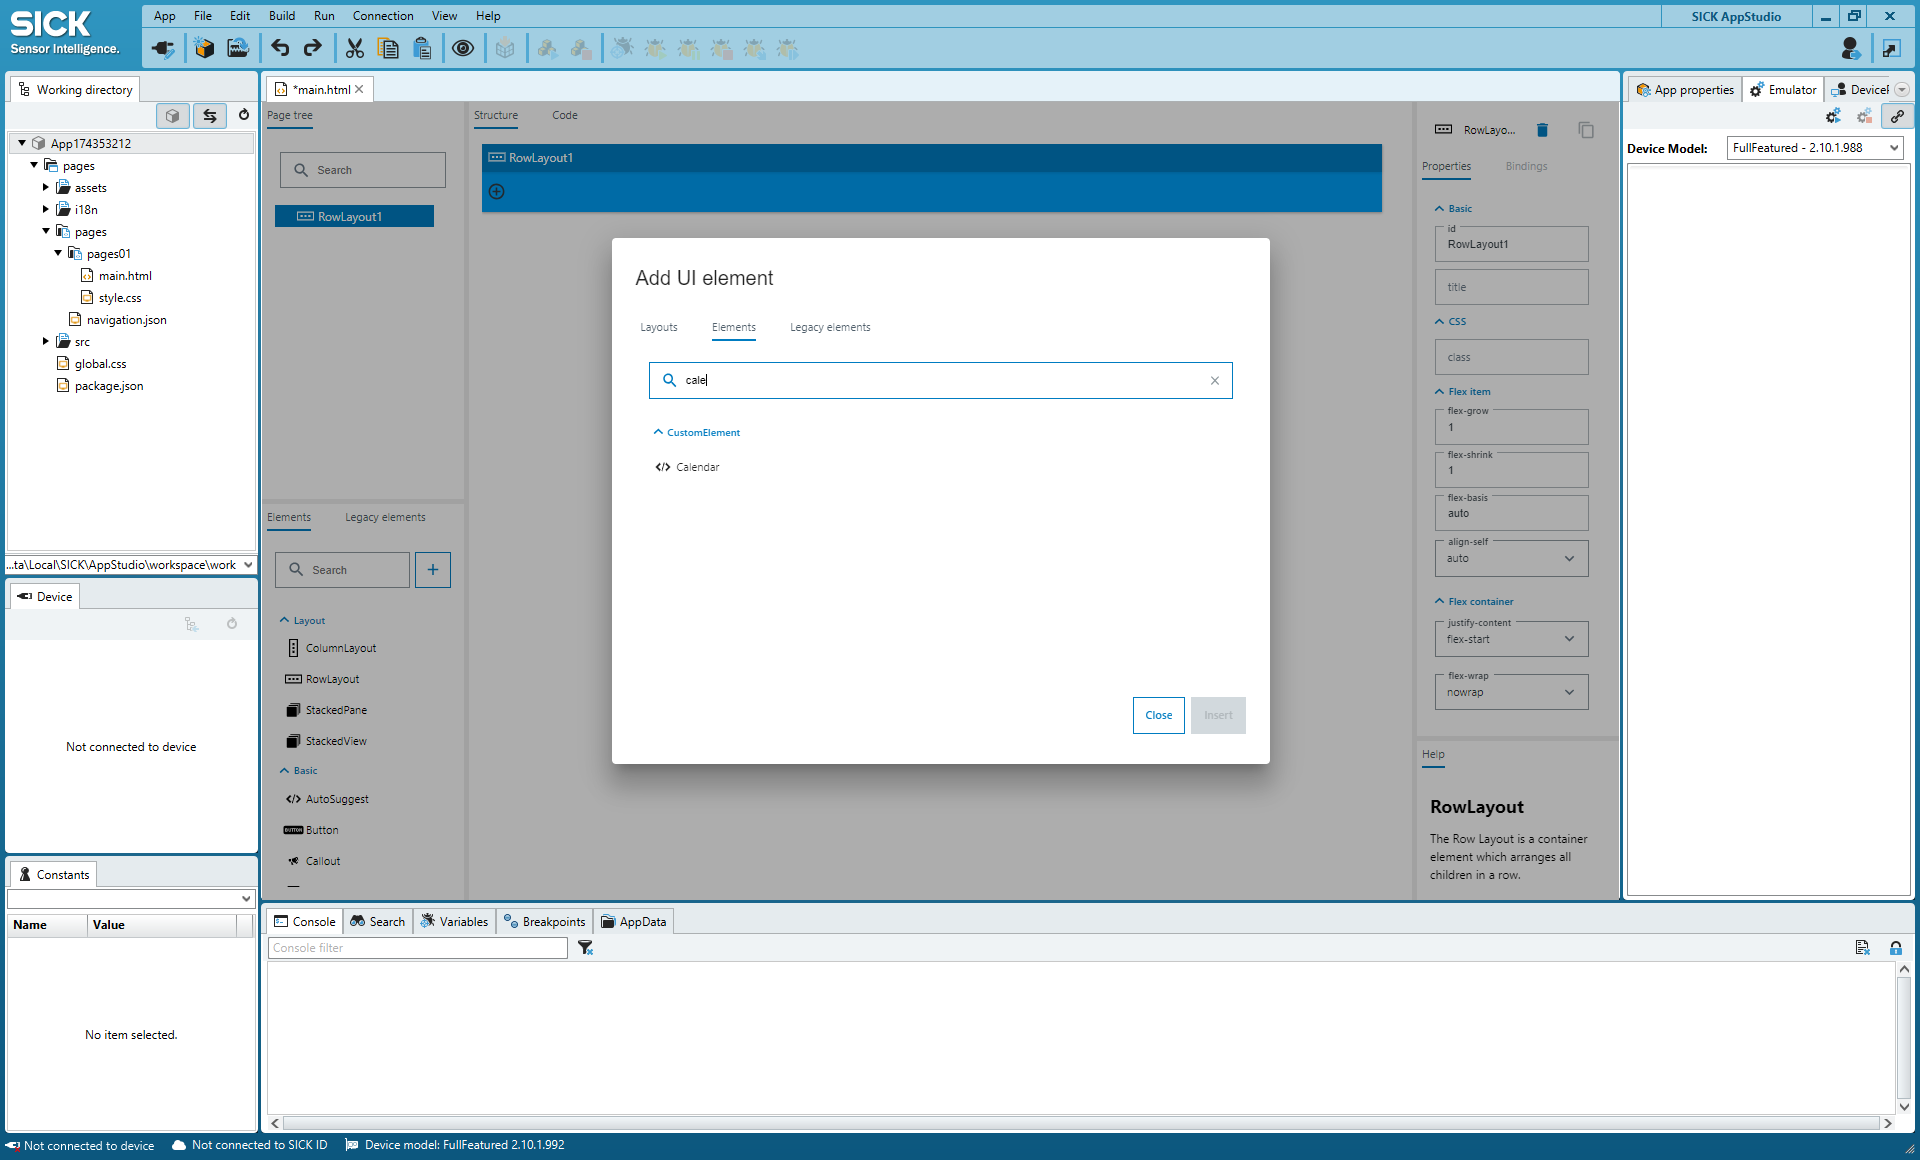 SICK
Sensor Intelligence.
App File Edit Build Run Connection View Help
SICK AppStudio
Working directory
App174353212
pages
assets
i18n
pages
pages01
main.html
style.css
navigation.json
src
global.css
package.json
...ta\Local\SICK\AppStudio\workspace\work
Device
Not connected to device
Constants
Name Value
No item selected.
*main.html
Page tree
Search
RowLayout1
Elements Legacy elements
Search
+
Layout
ColumnLayout
RowLayout
StackedPane
StackedView
Basic
AutoSuggest
BUTTON Button
Callout
Structure Code
RowLayout1
Add UI element
Layouts Elements Legacy elements
cale
CustomElement
Calendar
Close Insert
RowLayo...
Properties Bindings
Basic
id
RowLayout1
title
CSS
class
Flex item
flex-grow
1
flex-shrink
1
flex-basis
auto
align-self
auto
Flex container
justify-content
flex-start
flex-wrap
nowrap
Help
RowLayout
The Row Layout is a container
element which arranges all
children in a row.
App properties Emulator DeviceF
Device Model: FullFeatured - 2.10.1.988
Console Search Variables Breakpoints AppData
Console filter
Not connected to device Not connected to SICK ID Device model: FullFeatured 2.10.1.992